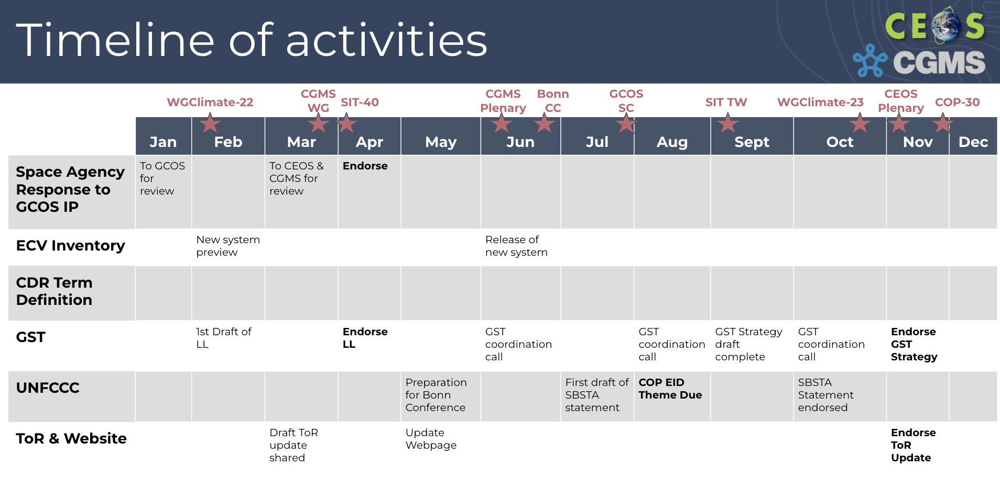 Timeline of activities
CEOS
CGMS
WGClimate-22
CGMS
WG
SIT-40
CGMS
Plenary
Bonn
CC
GCOS
SC
SIT TW
WGClimate-23
CEOS
Plenary
COP-30
Jan
Feb
Mar
Apr
May
Jun
Jul
Aug
Sept
Oct
Nov
Dec
Space Agency
Response to
GCOS IP
To GCOS
for
review
To CEOS &
CGMS for
review
Endorse
ECV Inventory
New system
preview
Release of
new system
CDR Term
Definition
GST
1st Draft of
LL
Endorse
LL
GST
coordination
call
GST
coordination
call
GST Strategy
draft
complete
GST
coordination
call
Endorse
GST
Strategy
UNFCCC
Preparation
for Bonn
Conference
First draft of
SBSTA
statement
COP EID
Theme Due
SBSTA
Statement
endorsed
ToR & Website
Draft ToR
update
shared
Update
Webpage
Endorse
ToR
Update